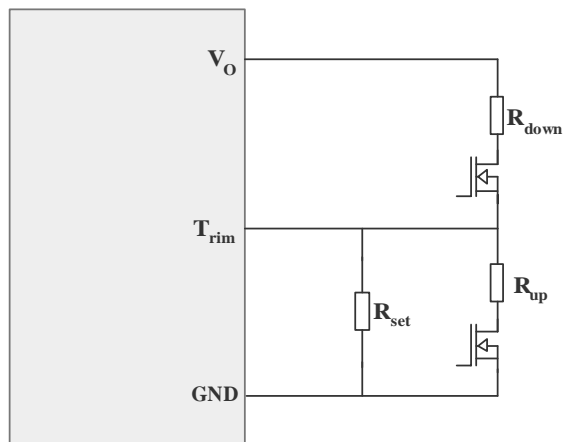 V_O
R_down
T_rim
R_up
R_set
GND